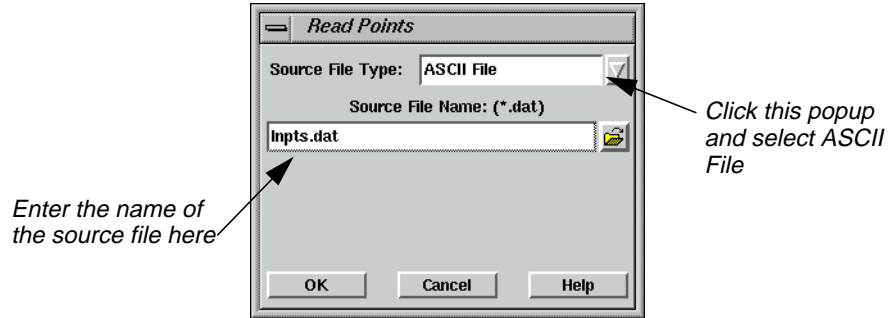 Read Points
Source File Type: ASCII File
Source File Name: (*.dat)
Inpts.dat
Click this popup
and select ASCII
File
Enter the name of
the source file here
OK Cancel Help